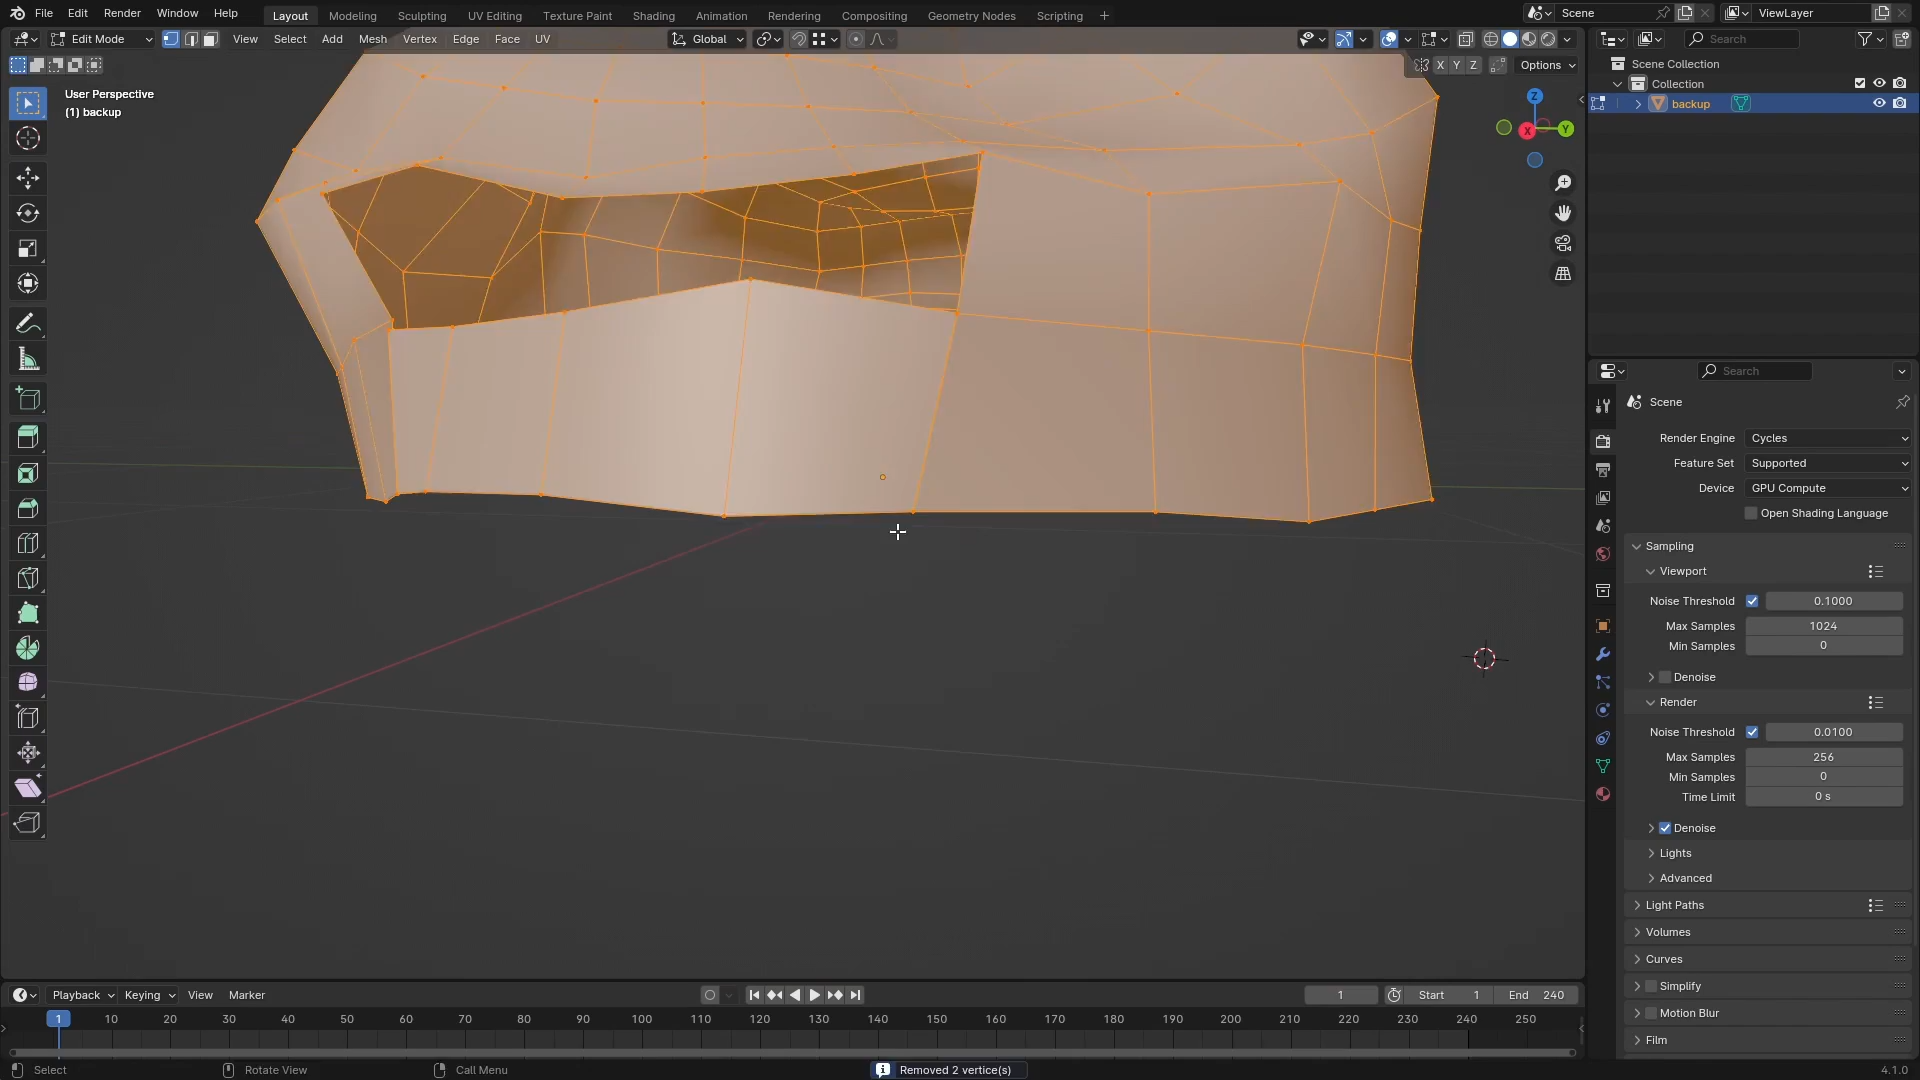 File Edit Render Window Help
Layout Modeling Sculpting UV Editing Texture Paint Shading Animation Rendering Compositing Geometry Nodes Scripting +
Scene ViewLayer
Edit Mode View Select Add Mesh Vertex Edge Face UV Global
Search
X Y Z Options
User Perspective
(1) backup
Z
X
Y
Scene Collection
Collection
backup
Search
Scene
Render Engine Cycles
Feature Set Supported
Device GPU Compute
Open Shading Language
Sampling
Viewport
Noise Threshold 0.1000
Max Samples 1024
Min Samples 0
Denoise
Render
Noise Threshold 0.0100
Max Samples 256
Min Samples 0
Time Limit 0 s
Denoise
Lights
Advanced
Light Paths
Volumes
Curves
Simplify
Motion Blur
Film
Playback Keying View Marker
1 Start 1 End 240
1 10 20 30 40 50 60 70 80 90 100 110 120 130 140 150 160 170 180 190 200 210 220 230 240 250
Select Rotate View Call Menu Removed 2 vertice(s) 4.1.0